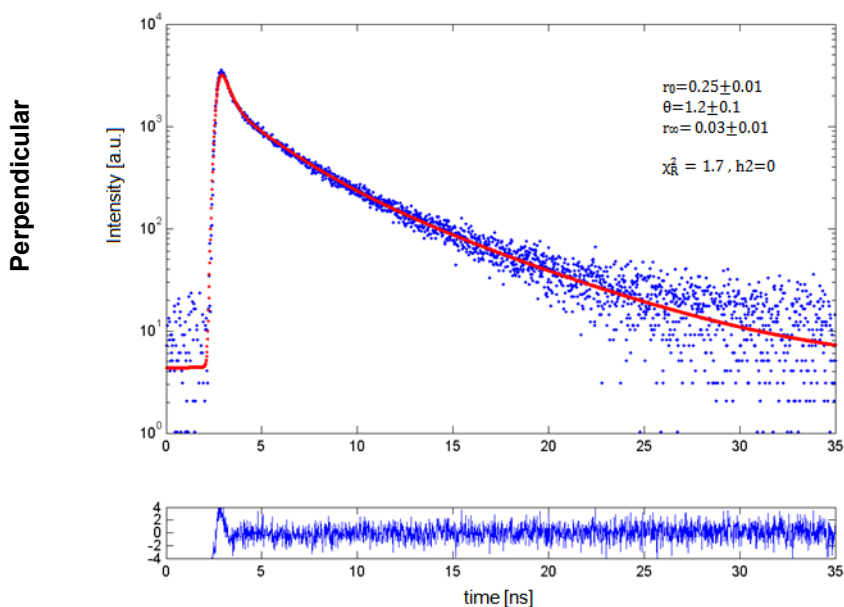 Perpendicular
Intensity [a.u.]
10⁴
10³
10²
10¹
10⁰
r₀=0.25±0.01
θ=1.2±0.1
r∞= 0.03±0.01
χ²R = 1.7 , h2=0
0 5 10 15 20 25 30 35
4
2
0
-2
-4
0 5 10 15 20 25 30 35
time [ns]